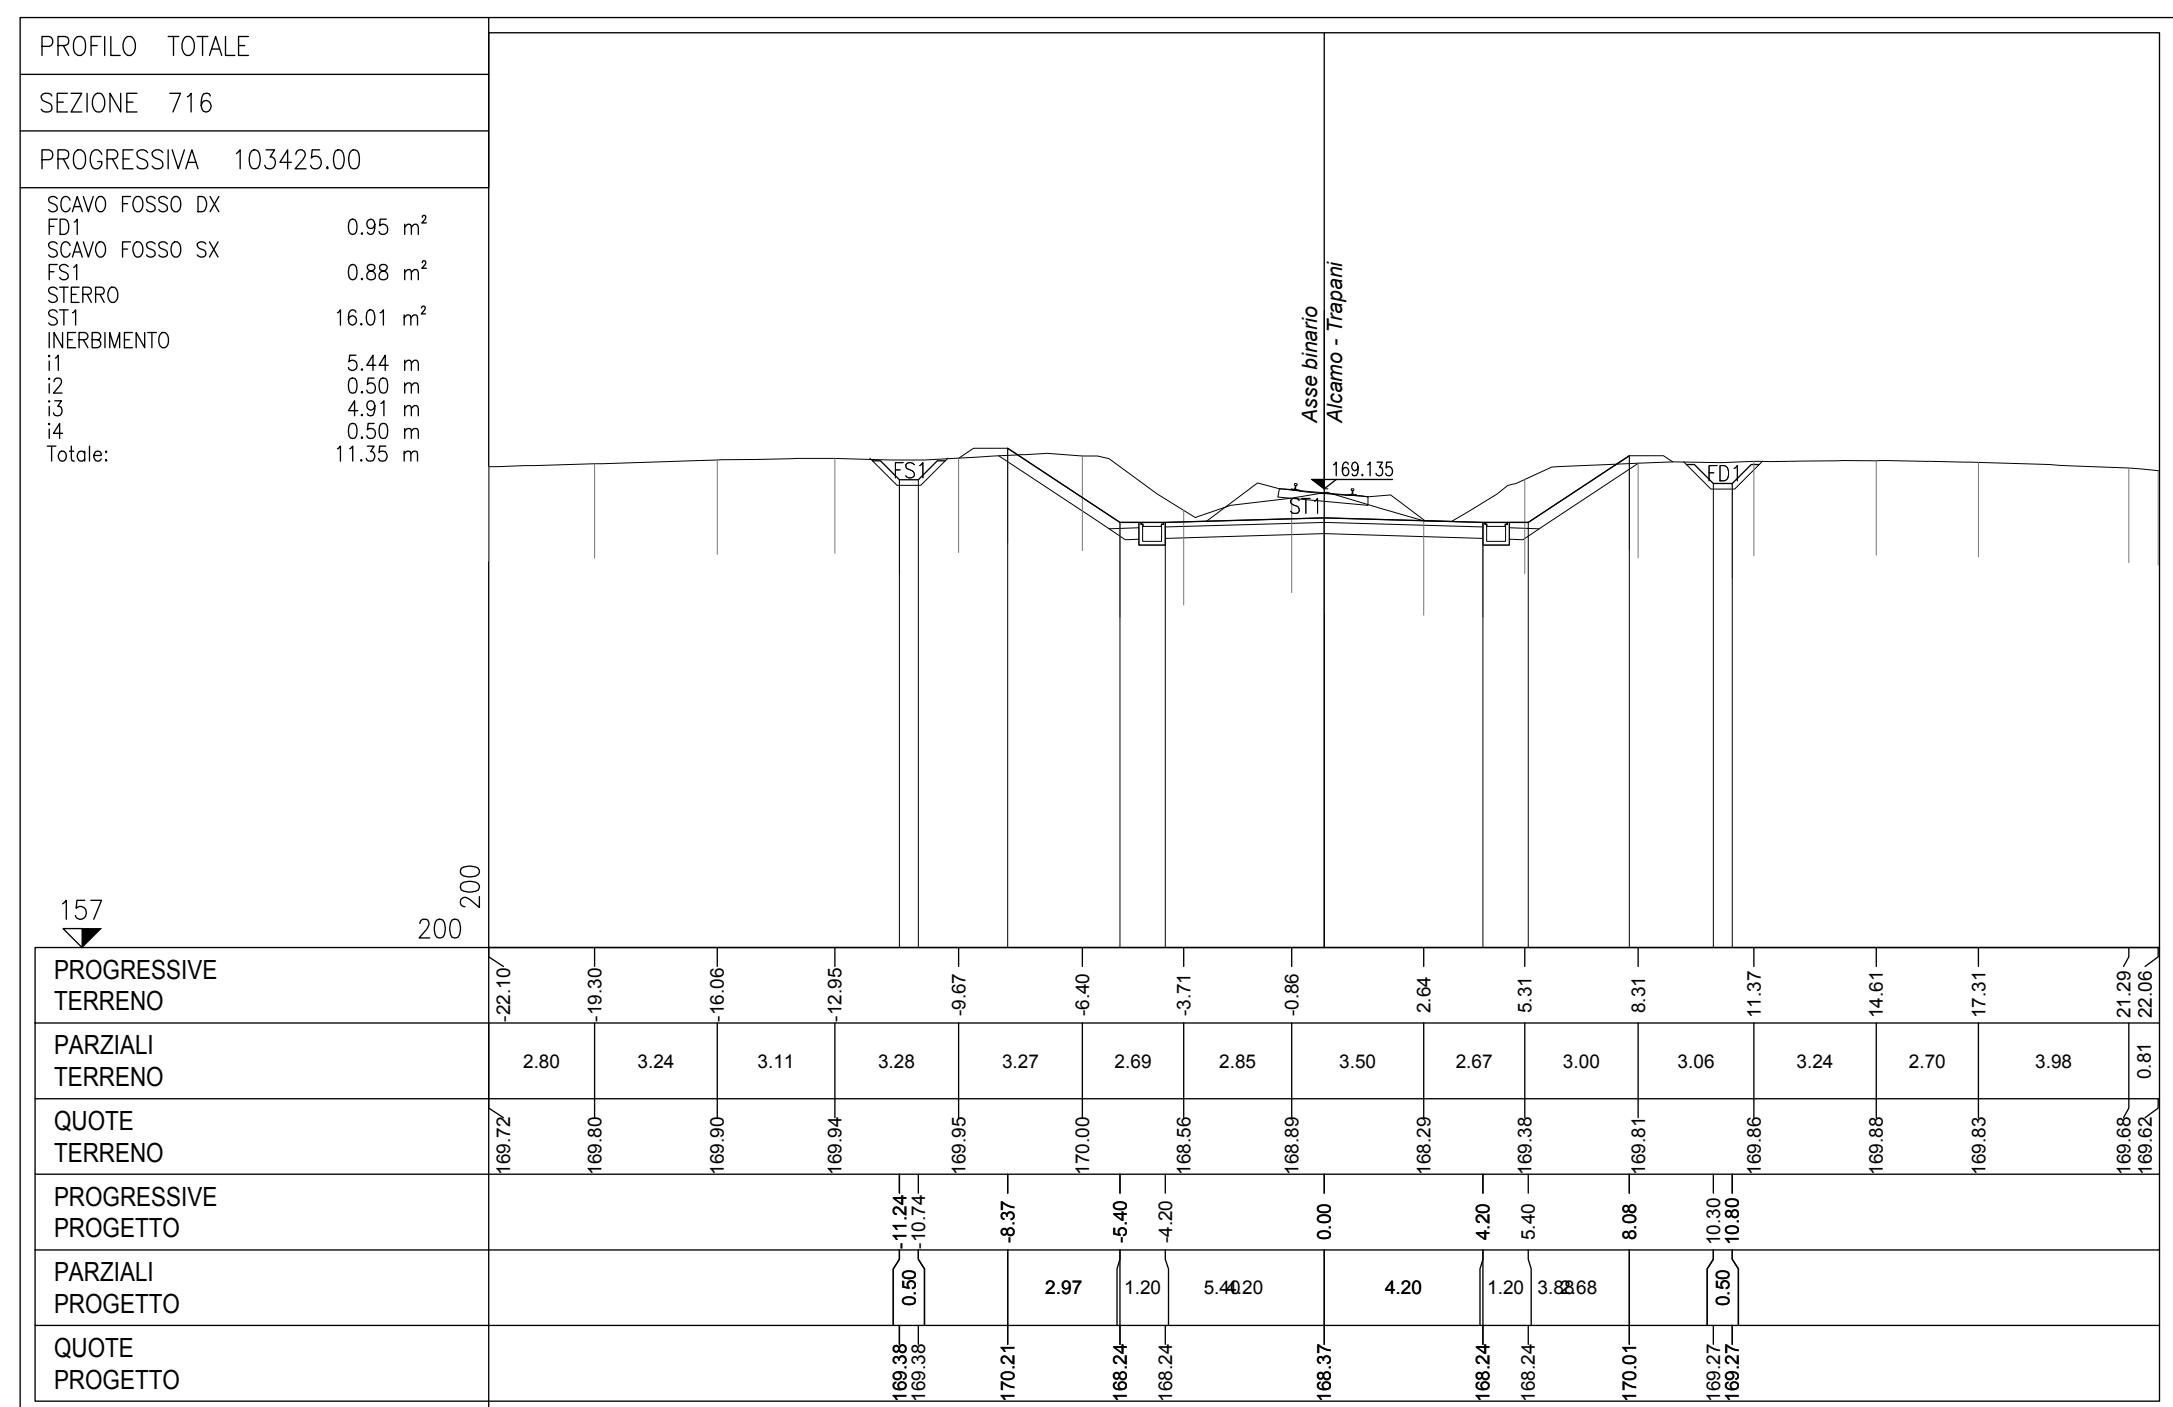 PROFILO TOTALE
SEZIONE 716
PROGRESSIVA 103425.00
SCAVO FOSSO DX
FD1 0.95 m²
SCAVO FOSSO SX
FS1 0.88 m²
STERRO
ST1 16.01 m²
INERBIMENTO
i1 5.44 m
i2 0.50 m
i3 4.91 m
i4 0.50 m
Totale: 11.35 m
Asse binario
Alcamo - Trapani
169.135
FS1
ST1
FD1
157
200
200
PROGRESSIVE
TERRENO
-22.10 -19.30 -16.06 -12.95 -9.67 -6.40 -3.71 -0.86 2.64 5.31 8.31 11.37 14.61 17.31 21.29 22.06
PARZIALI
TERRENO
2.80 3.24 3.11 3.28 3.27 2.69 2.85 3.50 2.67 3.00 3.06 3.24 2.70 3.98 0.81
QUOTE
TERRENO
169.72 169.80 169.90 169.94 169.95 170.00 168.56 168.89 168.29 169.38 169.81 169.86 169.88 169.83 169.68 169.62
PROGRESSIVE
PROGETTO
-11.24 -10.74 -8.37 -5.40 -4.20 0.00 4.20 5.40 8.08 10.30 10.80
PARZIALI
PROGETTO
0.50 2.97 1.20 5.40 4.20 4.20 1.20 2.68 0.50
QUOTE
PROGETTO
169.38 169.38 170.21 168.24 168.24 168.37 168.24 168.24 170.01 169.27 169.27